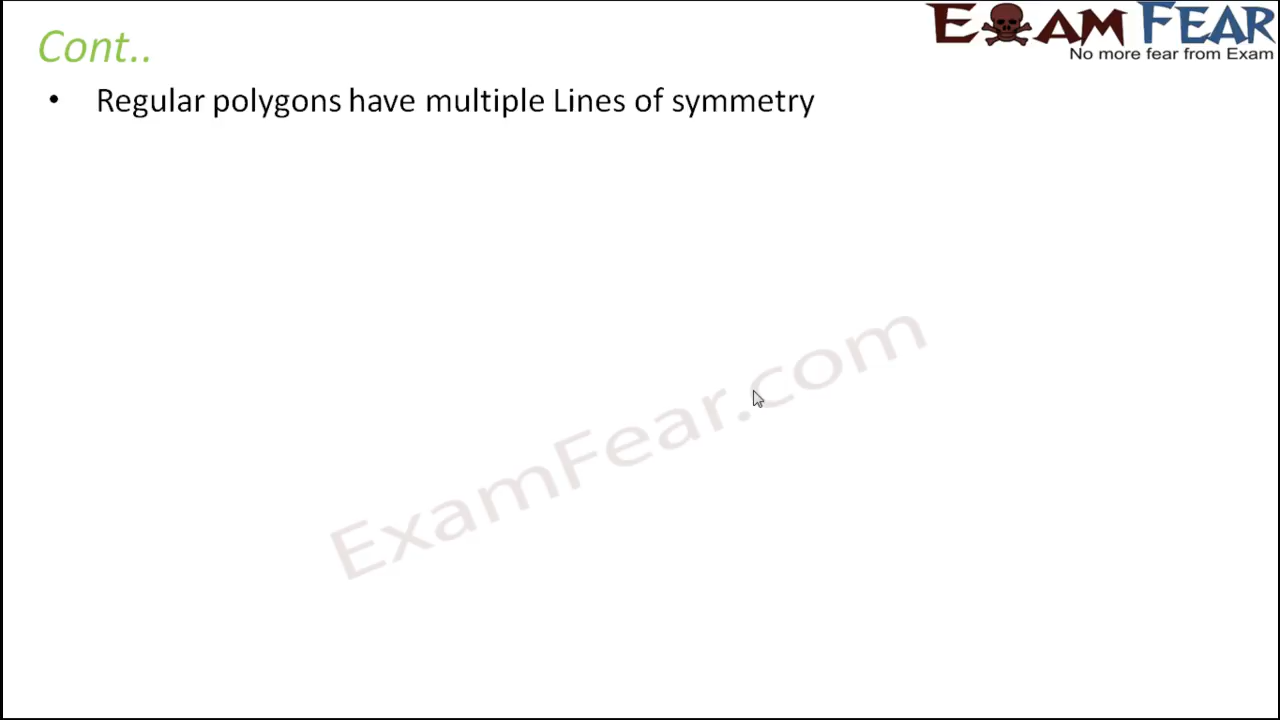 EXAM FEAR
No more fear from Exam
Cont..
• Regular polygons have multiple Lines of symmetry
ExamFear.com